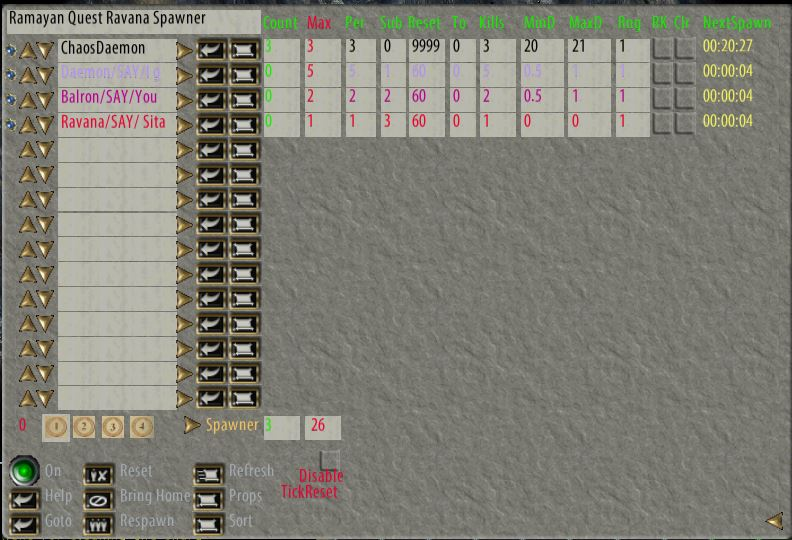 Ramayan Quest Ravana Spawner Count Max Per Sub Reset To Kills MinD MaxD Rng RK Clr NextSpawn
ChaosDaemon 3 3 3 0 9999 0 3 20 21 1 00:20:27
Daemon/SAY/I g 0 5 5 1 60 0 5 0.5 1 1 00:00:04
Balron/SAY/You 0 2 2 2 60 0 2 0.5 1 1 00:00:04
Ravana/SAY/ Sita 0 1 1 3 60 0 1 0 0 1 00:00:04
0 1 2 3 4 Spawner 3 26
On Reset Refresh Disable
TickReset
Help Bring Home Props
Goto Respawn Sort